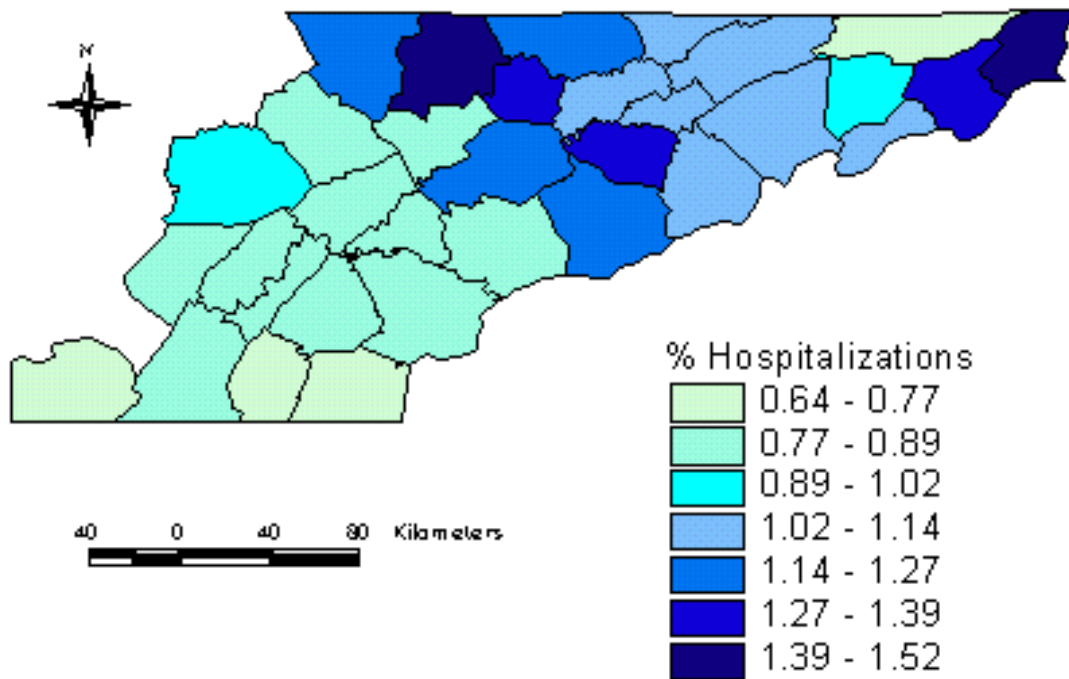 N
% Hospitalizations
0.64 - 0.77
0.77 - 0.89
0.89 - 1.02
1.02 - 1.14
1.14 - 1.27
1.27 - 1.39
1.39 - 1.52
40 0 40 80 Kilometers